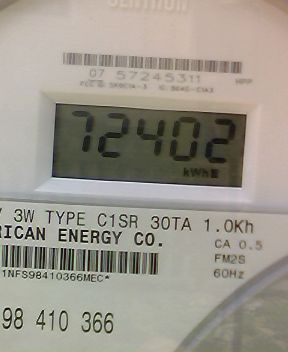 CENTRON
07 57245311
72402
kWh
3W TYPE C1SR 30TA 1.0Kh
RICAN ENERGY CO.
CA 0.5
FM2S
60Hz
1NFS98410366MEC*
98 410 366